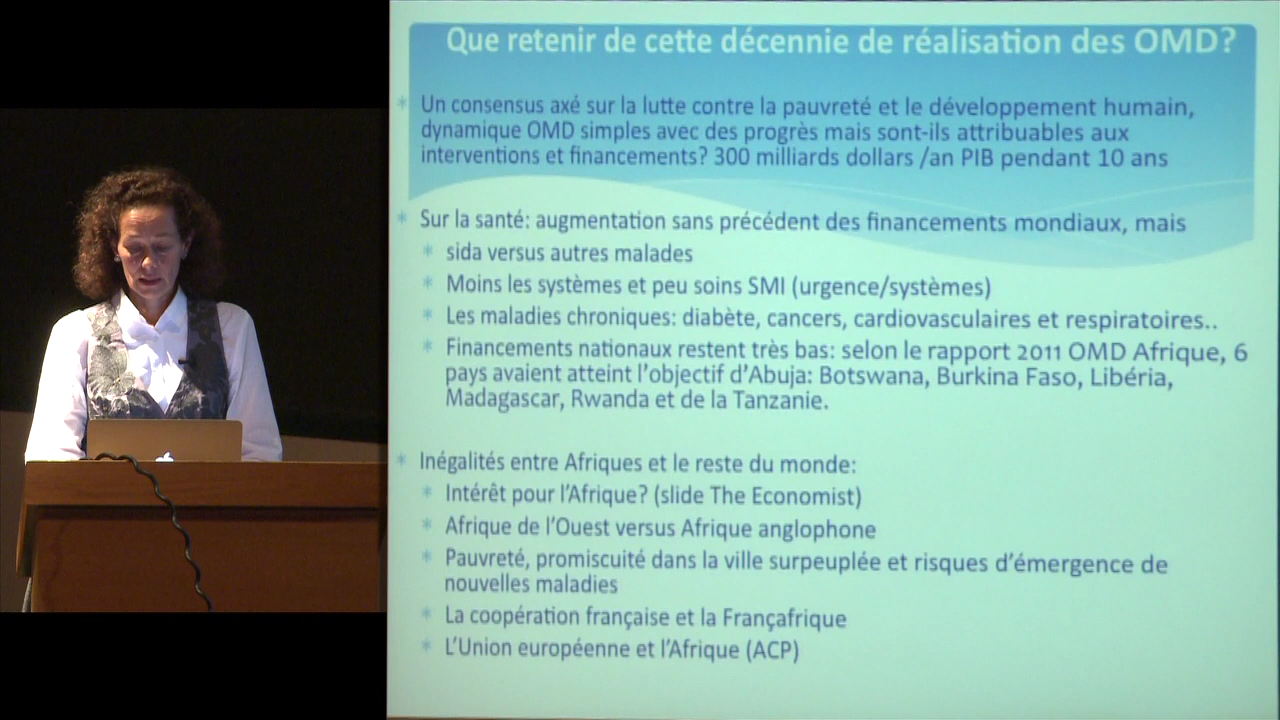 Que retenir de cette décennie de réalisation des OMD?
* Un consensus axé sur la lutte contre la pauvreté et le développement humain,
dynamique OMD simples avec des progrès mais sont-ils attribuables aux
interventions et financements? 300 milliards dollars /an PIB pendant 10 ans
* Sur la santé: augmentation sans précédent des financements mondiaux, mais
* sida versus autres malades
* Moins les systèmes et peu soins SMI (urgence/systèmes)
* Les maladies chroniques: diabète, cancers, cardiovasculaires et respiratoires..
* Financements nationaux restent très bas: selon le rapport 2011 OMD Afrique, 6
pays avaient atteint l'objectif d'Abuja: Botswana, Burkina Faso, Libéria,
Madagascar, Rwanda et de la Tanzanie.
* Inégalités entre Afriques et le reste du monde:
* Intérêt pour l'Afrique? (slide The Economist)
* Afrique de l'Ouest versus Afrique anglophone
* Pauvreté, promiscuité dans la ville surpeuplée et risques d'émergence de
nouvelles maladies
* La coopération française et la Françafrique
* L'Union européenne et l'Afrique (ACP)